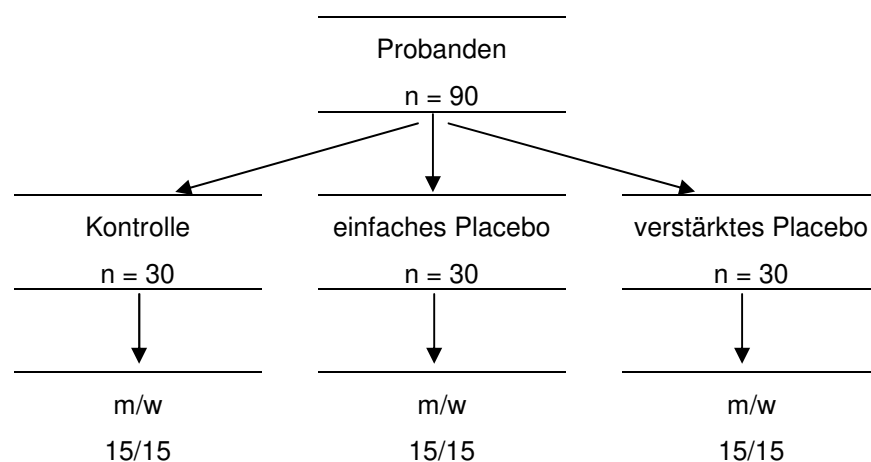 Probanden
n = 90
Kontrolle
n = 30
einfaches Placebo
n = 30
verstärktes Placebo
n = 30
m/w
15/15
m/w
15/15
m/w
15/15